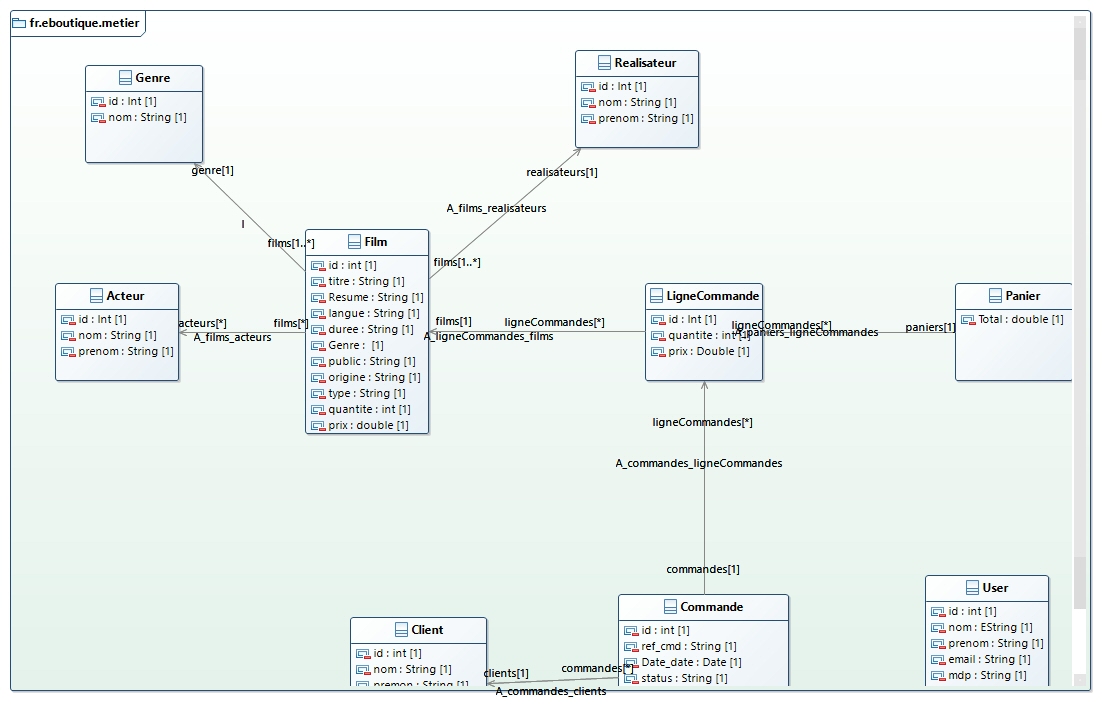 fr.eboutique.metier
Genre
id : Int [1]
nom : String [1]
Realisateur
id : Int [1]
nom : String [1]
prenom : String [1]
genre[1]
realisateurs[1]
A_films_realisateurs
I
films[1..*]
films[1..*]
Film
id : int [1]
titre : String [1]
Resume : String [1]
langue : String [1]
duree : String [1]
Genre : [1]
public : String [1]
origine : String [1]
type : String [1]
quantite : int [1]
prix : double [1]
Acteur
id : Int [1]
nom : String [1]
prenom : String [1]
acteurs[*]
films[*]
A_films_acteurs
films[1]
ligneCommandes[*]
A_ligneCommandes_films
LigneCommande
id : Int [1]
quantite : int [1]
prix : Double [1]
ligneCommandes[*]
A_paniers_ligneCommandes
paniers[1]
Panier
Total : double [1]
ligneCommandes[*]
A_commandes_ligneCommandes
commandes[1]
Commande
id : int [1]
ref_cmd : String [1]
Date_date : Date [1]
status : String [1]
Client
id : int [1]
nom : String [1]
premon : String [1]
clients[1]
commandes[*]
A_commandes_clients
User
id : int [1]
nom : EString [1]
prenom : String [1]
email : String [1]
mdp : String [1]